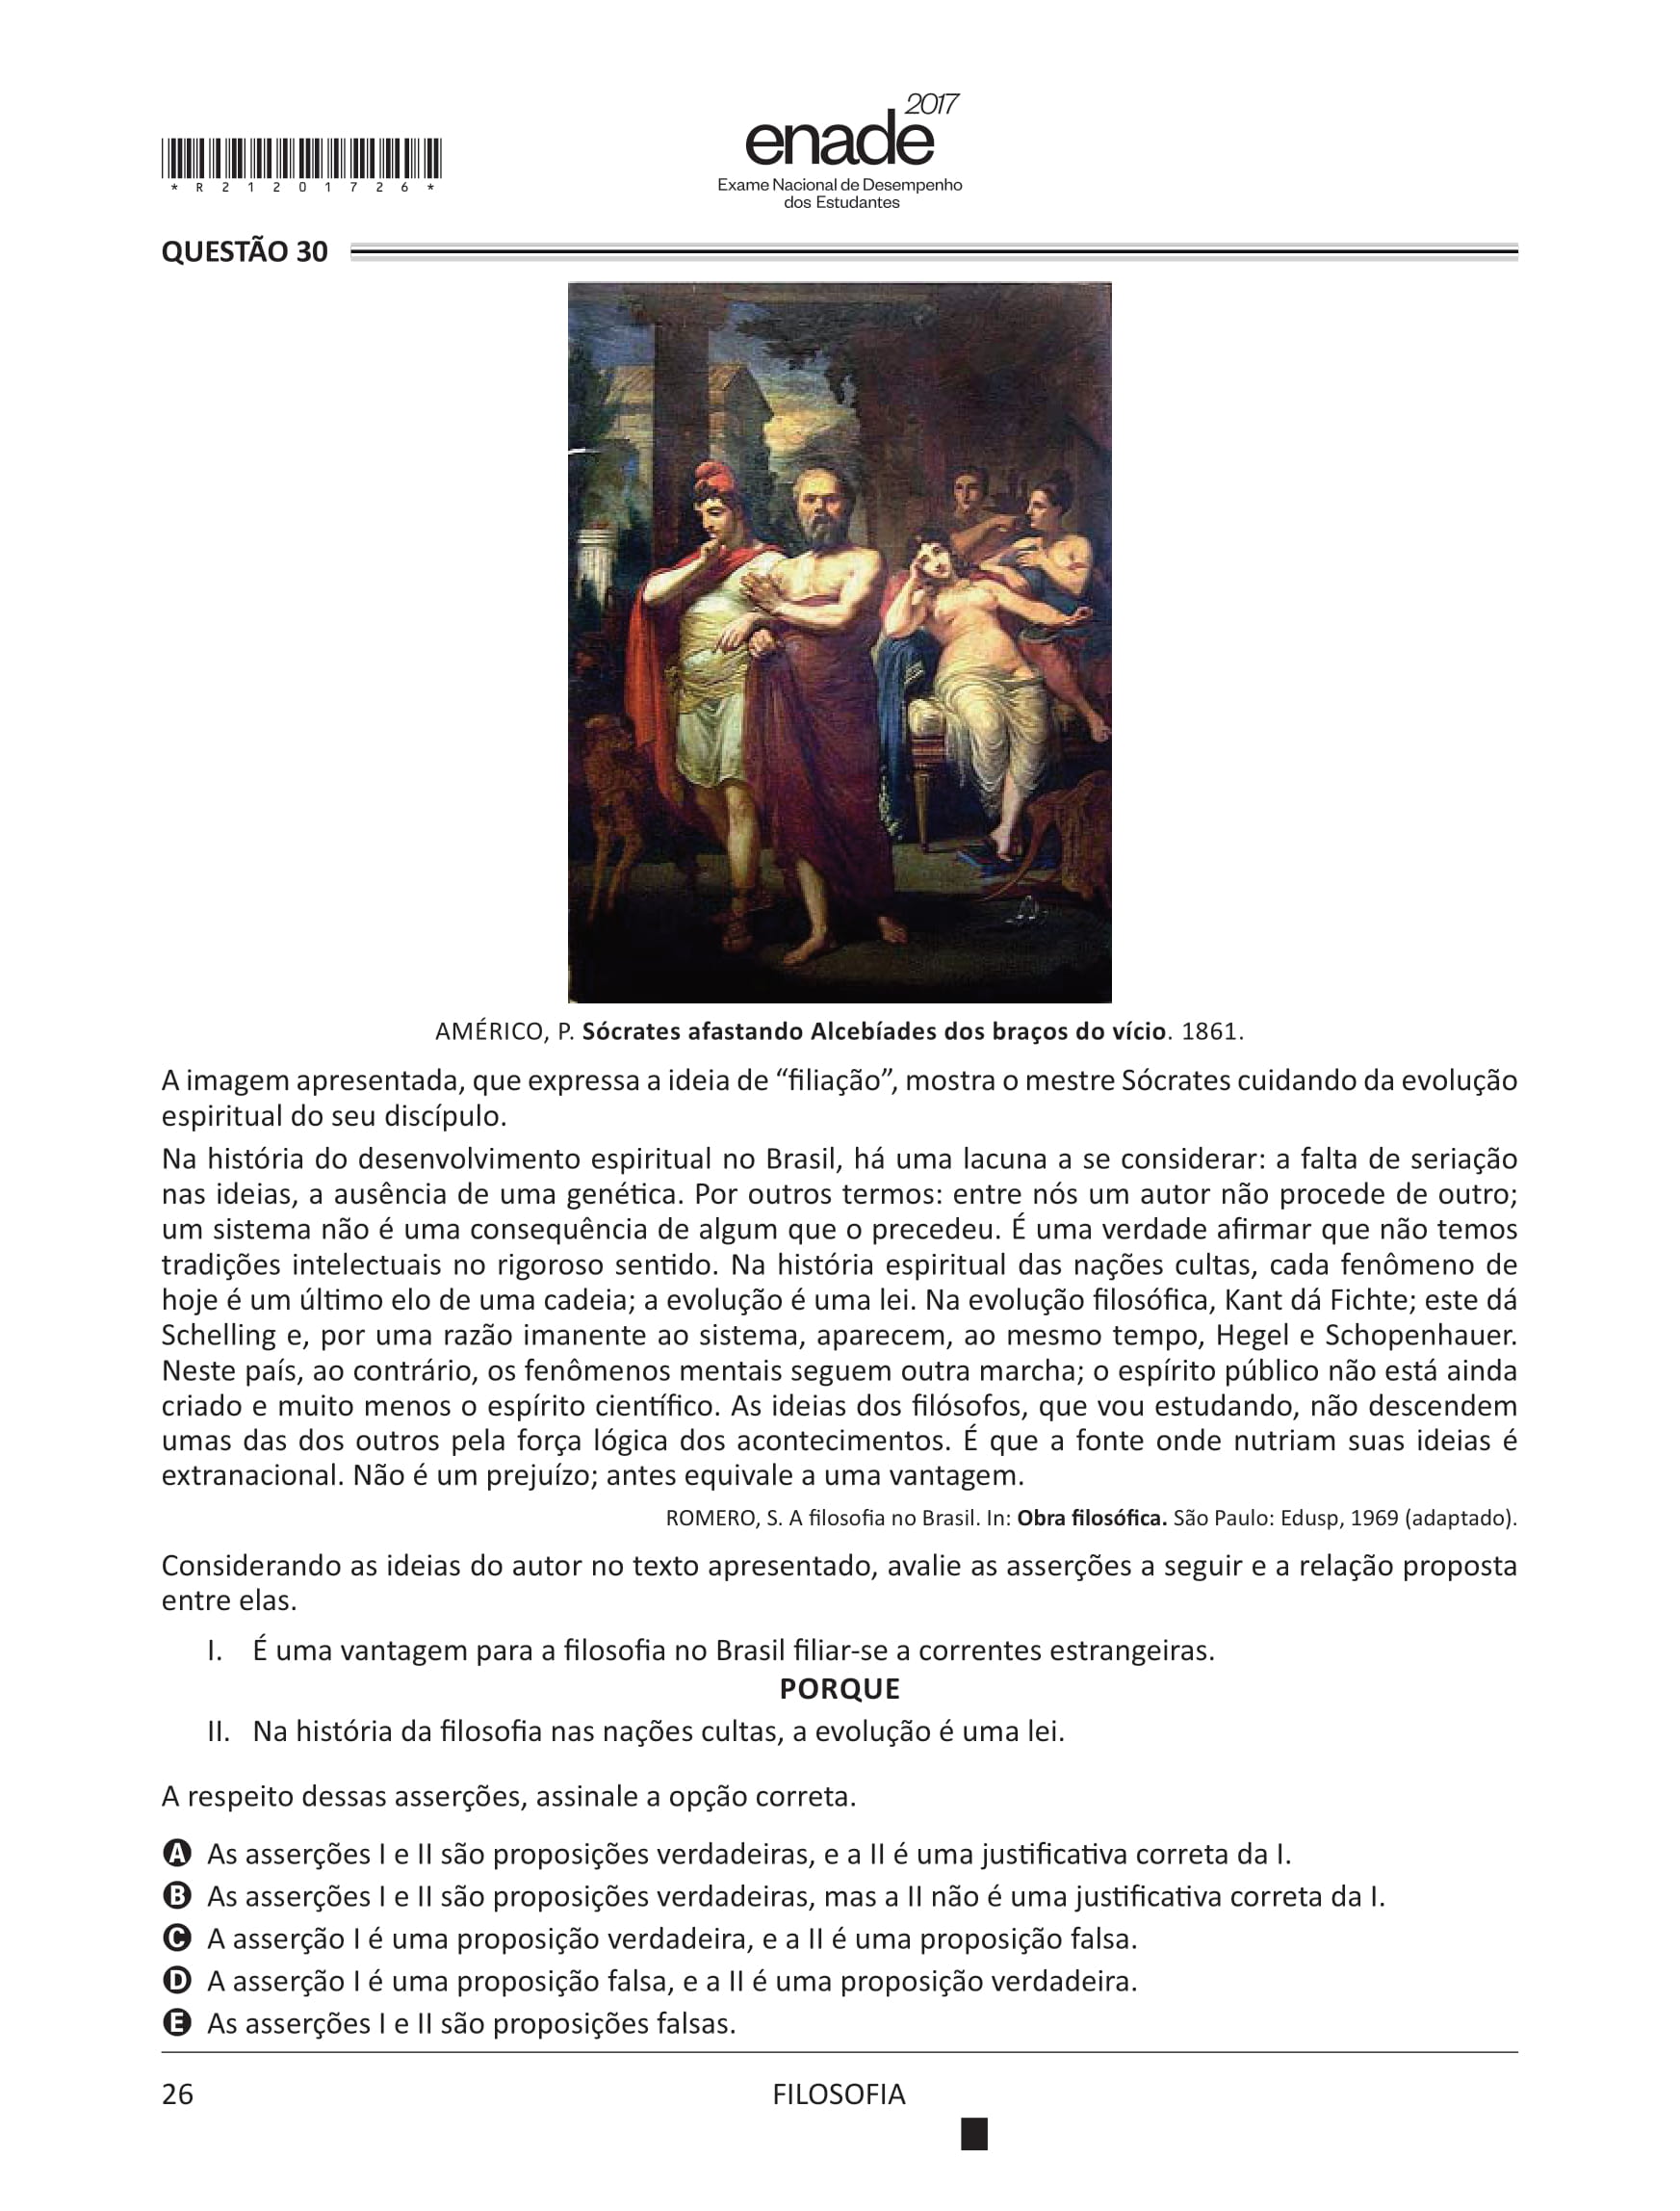 2017
enade
Exame Nacional de Desempenho
dos Estudantes
*R21201726*
QUESTÃO 30
AMÉRICO, P. Sócrates afastando Alcebíades dos braços do vício. 1861.
A imagem apresentada, que expressa a ideia de “filiação”, mostra o mestre Sócrates cuidando da evolução
espiritual do seu discípulo.
Na história do desenvolvimento espiritual no Brasil, há uma lacuna a se considerar: a falta de seriação
nas ideias, a ausência de uma genética. Por outros termos: entre nós um autor não procede de outro;
um sistema não é uma consequência de algum que o precedeu. É uma verdade afirmar que não temos
tradições intelectuais no rigoroso sentido. Na história espiritual das nações cultas, cada fenômeno de
hoje é um último elo de uma cadeia; a evolução é uma lei. Na evolução filosófica, Kant dá Fichte; este dá
Schelling e, por uma razão imanente ao sistema, aparecem, ao mesmo tempo, Hegel e Schopenhauer.
Neste país, ao contrário, os fenômenos mentais seguem outra marcha; o espírito público não está ainda
criado e muito menos o espírito científico. As ideias dos filósofos, que vou estudando, não descendem
umas das dos outros pela força lógica dos acontecimentos. É que a fonte onde nutriam suas ideias é
extranacional. Não é um prejuízo; antes equivale a uma vantagem.
ROMERO, S. A filosofia no Brasil. In: Obra filosófica. São Paulo: Edusp, 1969 (adaptado).
Considerando as ideias do autor no texto apresentado, avalie as asserções a seguir e a relação proposta
entre elas.
I. É uma vantagem para a filosofia no Brasil filiar-se a correntes estrangeiras.
PORQUE
II. Na história da filosofia nas nações cultas, a evolução é uma lei.
A respeito dessas asserções, assinale a opção correta.
A As asserções I e II são proposições verdadeiras, e a II é uma justificativa correta da I.
B As asserções I e II são proposições verdadeiras, mas a II não é uma justificativa correta da I.
C A asserção I é uma proposição verdadeira, e a II é uma proposição falsa.
D A asserção I é uma proposição falsa, e a II é uma proposição verdadeira.
E As asserções I e II são proposições falsas.
26
FILOSOFIA